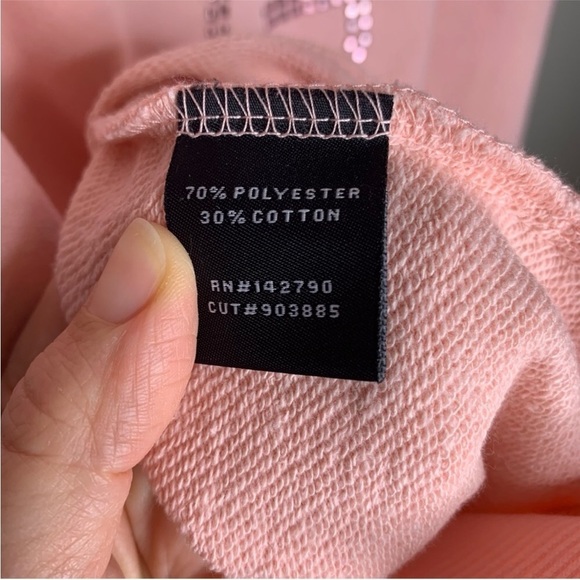 70% POLYESTER
30% COTTON
RN#142790
CUT#903885